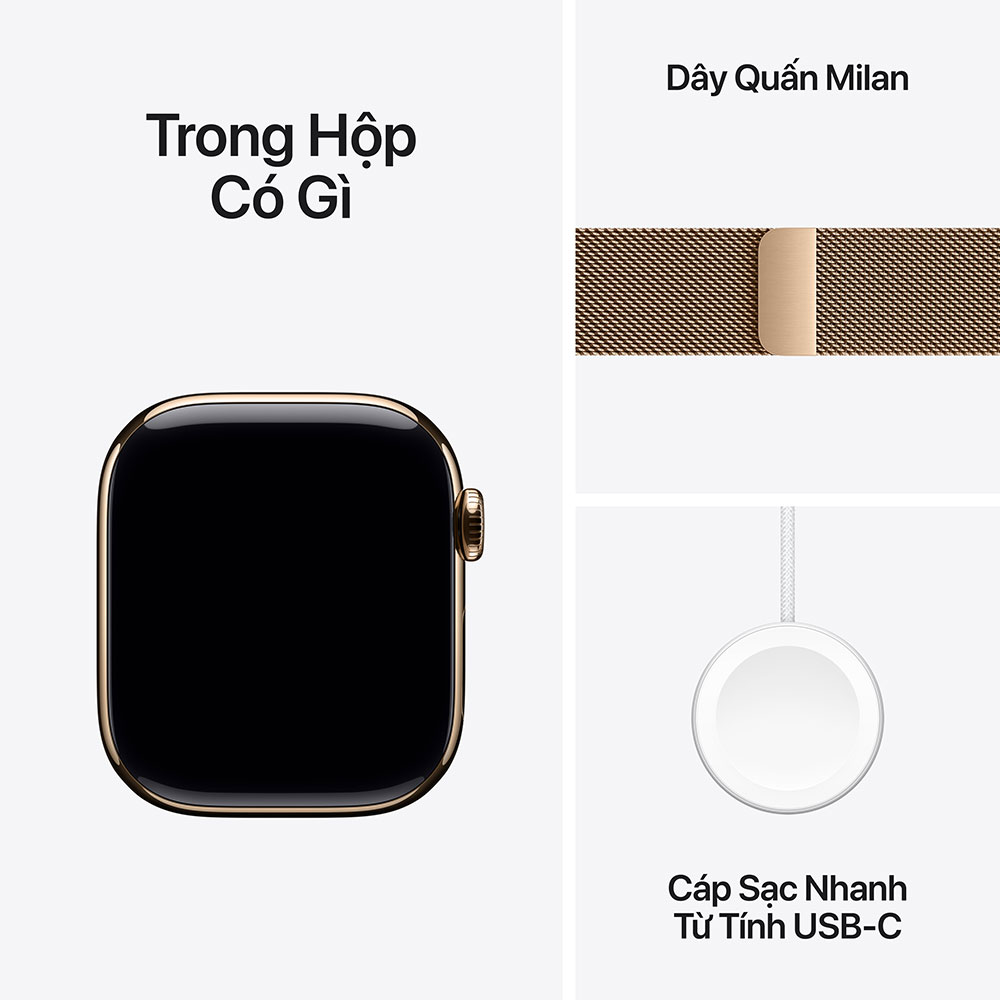 Trong Hộp
Có Gì
Dây Quấn Milan
Cáp Sạc Nhanh
Từ Tính USB-C